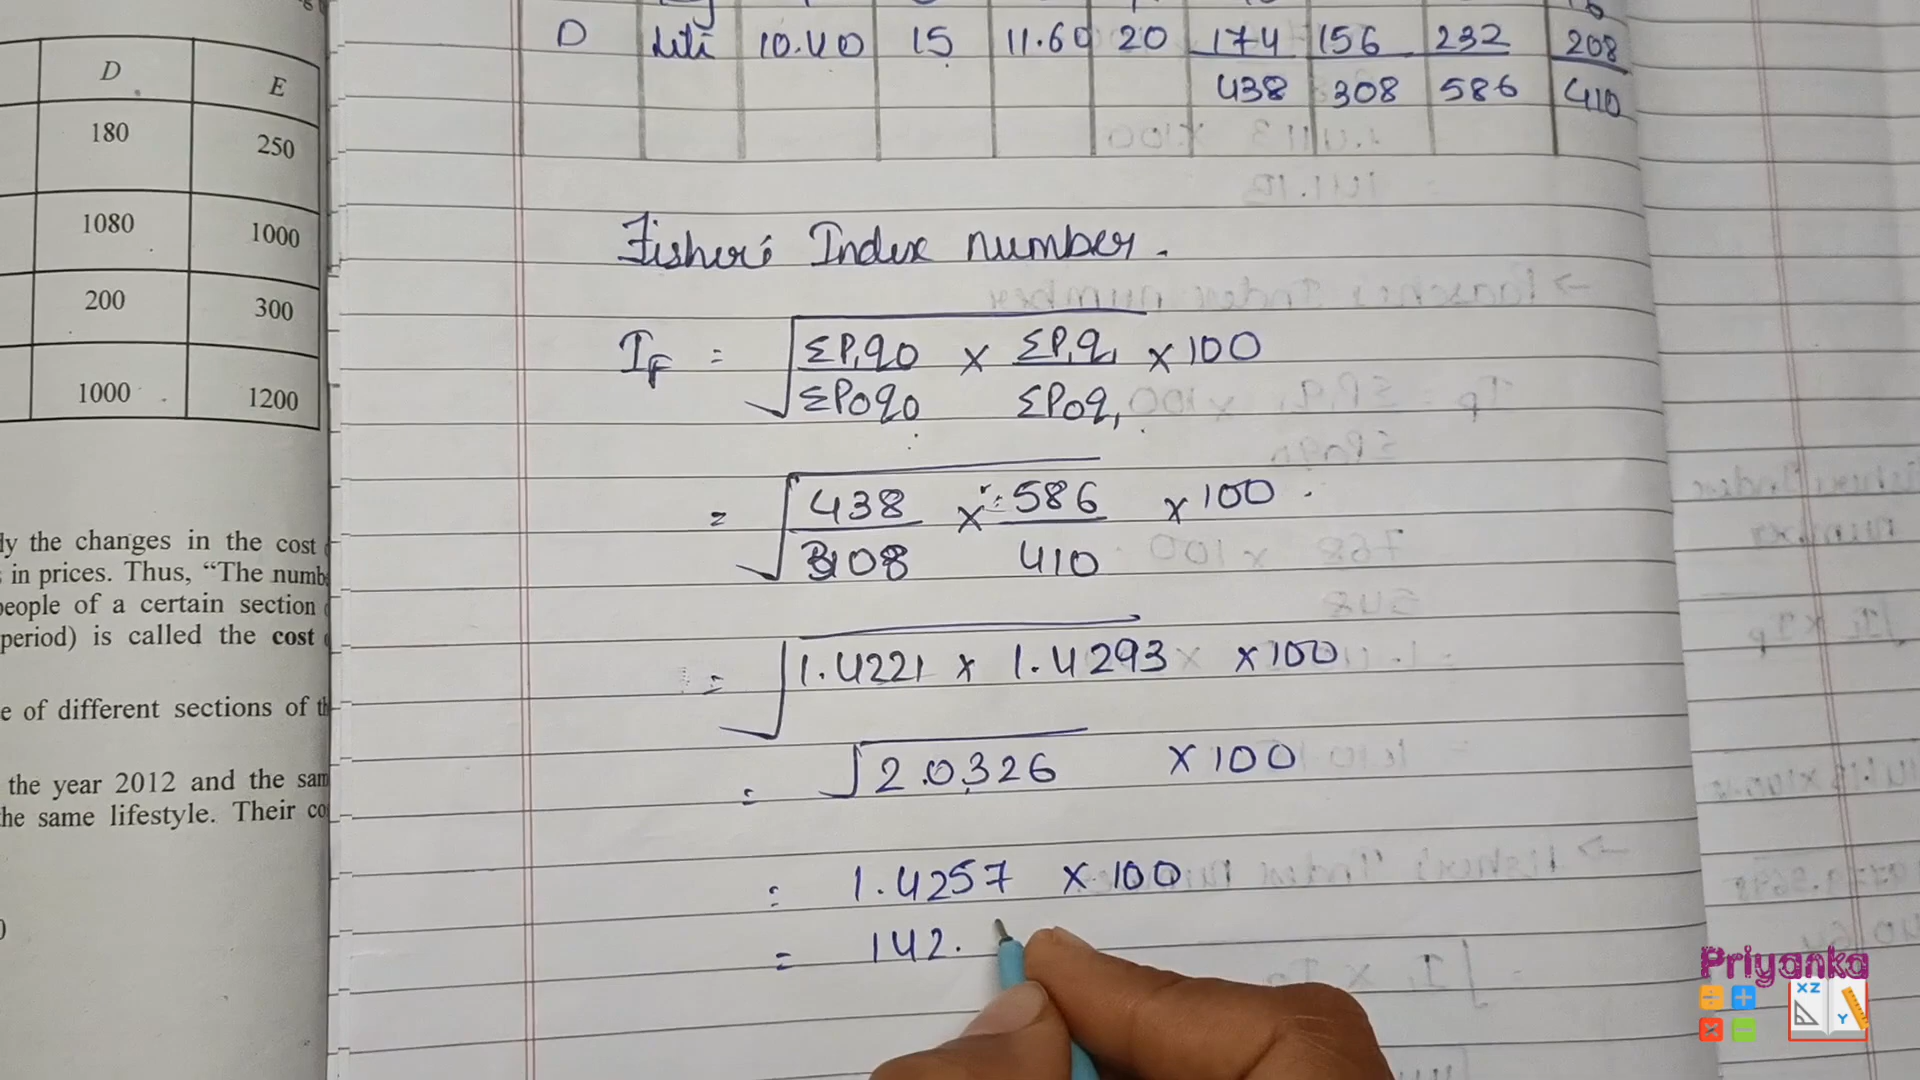 D Liti 10.40 15 11.60 20 174 156 232 208
438 308 586 410
D E
180 250
1080 1000
200 300
1000 1200
ly the changes in the cost
in prices. Thus, “The numb
people of a certain section
period) is called the cost
e of different sections of th
the year 2012 and the sam
he same lifestyle. Their co
Fisher's Index number.
IF = √ΣP1q0/ΣP0q0 × ΣP1q1/ΣP0q1 × 100
= √438/308 × 586/410 × 100
= √1.4221 × 1.4293 × 100
= √2.0326 × 100
= 1.4257 × 100
= 142.
Priyanka
XZ
Y